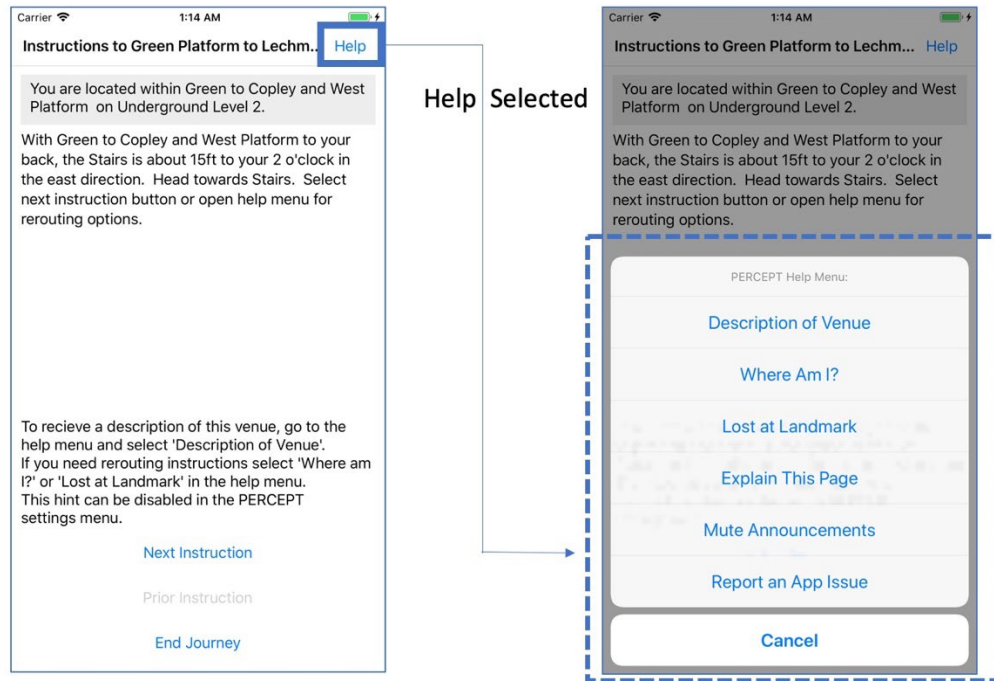 Carrier
1:14 AM
Instructions to Green Platform to Lechm...
Help
You are located within Green to Copley and West
Platform on Underground Level 2.
With Green to Copley and West Platform to your
back, the Stairs is about 15ft to your 2 o'clock in
the east direction. Head towards Stairs. Select
next instruction button or open help menu for
rerouting options.
To recieve a description of this venue, go to the
help menu and select 'Description of Venue'.
If you need rerouting instructions select 'Where am
I?' or 'Lost at Landmark' in the help menu.
This hint can be disabled in the PERCEPT
settings menu.
Next Instruction
Prior Instruction
End Journey
Help Selected
Carrier
1:14 AM
Instructions to Green Platform to Lechm...
Help
You are located within Green to Copley and West
Platform on Underground Level 2.
With Green to Copley and West Platform to your
back, the Stairs is about 15ft to your 2 o'clock in
the east direction. Head towards Stairs. Select
next instruction button or open help menu for
rerouting options.
PERCEPT Help Menu:
Description of Venue
Where Am I?
Lost at Landmark
Explain This Page
Mute Announcements
Report an App Issue
Cancel